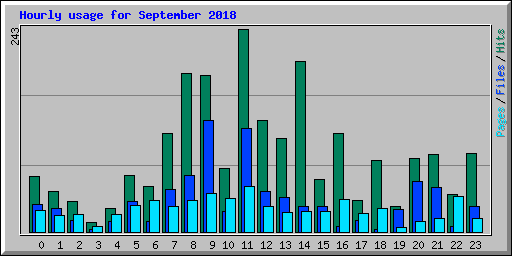 Hourly usage for September 2018
243
Pages/Files/Hits
0 1 2 3 4 5 6 7 8 9 10 11 12 13 14 15 16 17 18 19 20 21 22 23